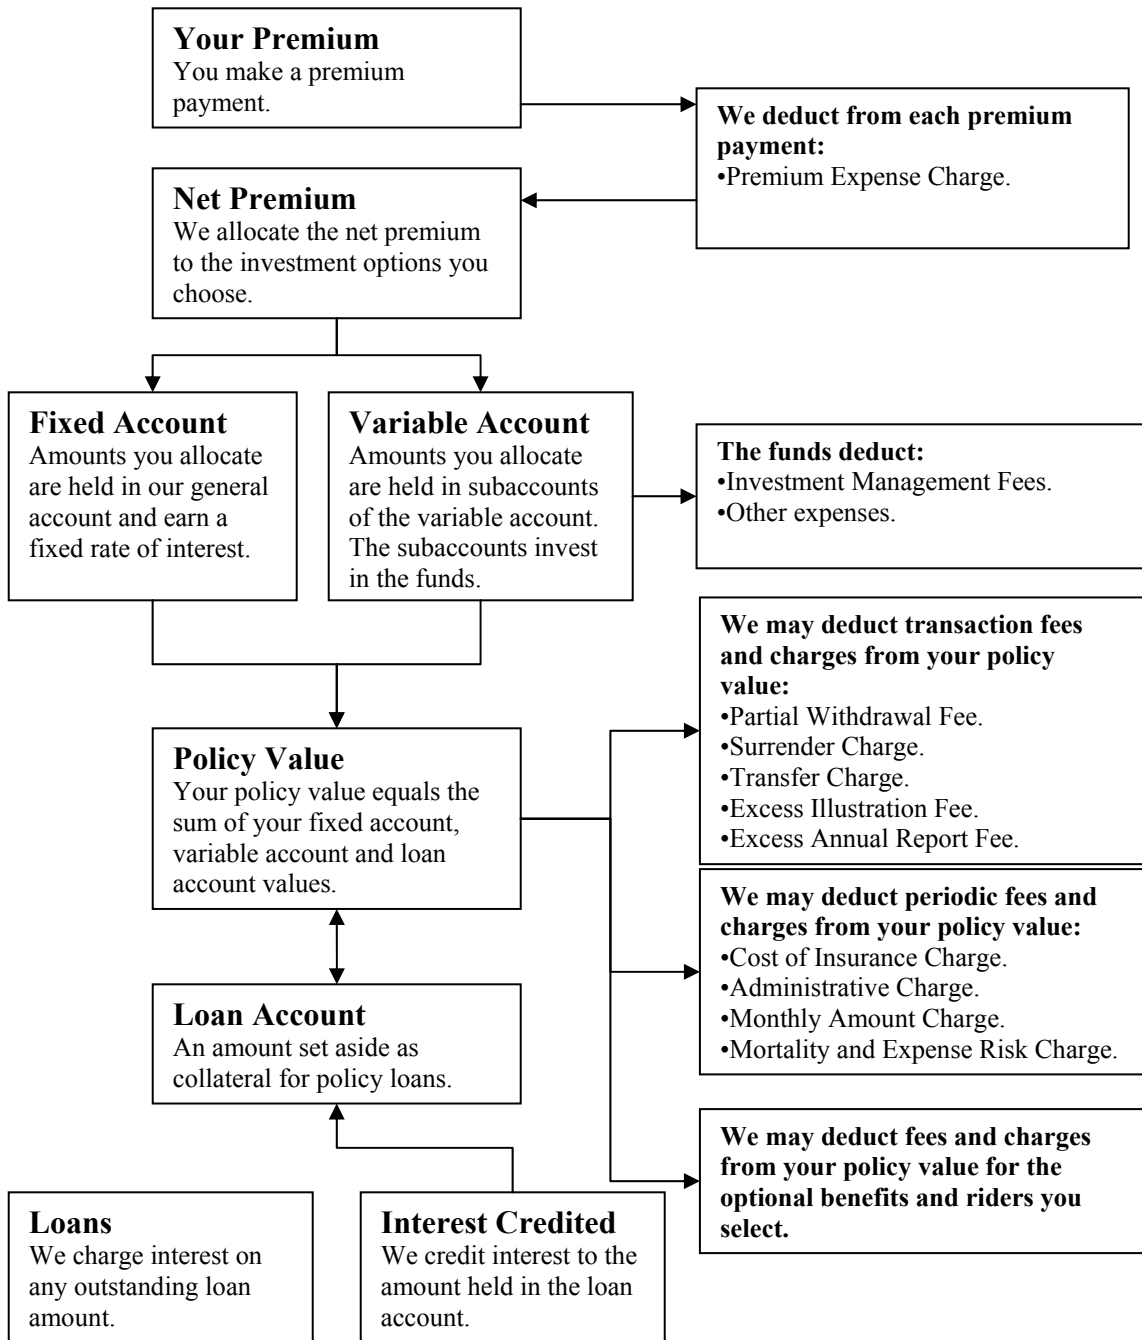 Your Premium
You make a premium
payment.
We deduct from each premium
payment:
•Premium Expense Charge.
Net Premium
We allocate the net premium
to the investment options you
choose.
Fixed Account
Amounts you allocate
are held in our general
account and earn a
fixed rate of interest.
Variable Account
Amounts you allocate
are held in subaccounts
of the variable account.
The subaccounts invest
in the funds.
The funds deduct:
•Investment Management Fees.
•Other expenses.
We may deduct transaction fees
and charges from your policy
value:
•Partial Withdrawal Fee.
•Surrender Charge.
•Transfer Charge.
•Excess Illustration Fee.
•Excess Annual Report Fee.
Policy Value
Your policy value equals the
sum of your fixed account,
variable account and loan
account values.
We may deduct periodic fees and
charges from your policy value:
•Cost of Insurance Charge.
•Administrative Charge.
•Monthly Amount Charge.
•Mortality and Expense Risk Charge.
Loan Account
An amount set aside as
collateral for policy loans.
We may deduct fees and charges
from your policy value for the
optional benefits and riders you
select.
Loans
We charge interest on
any outstanding loan
amount.
Interest Credited
We credit interest to the
amount held in the loan
account.